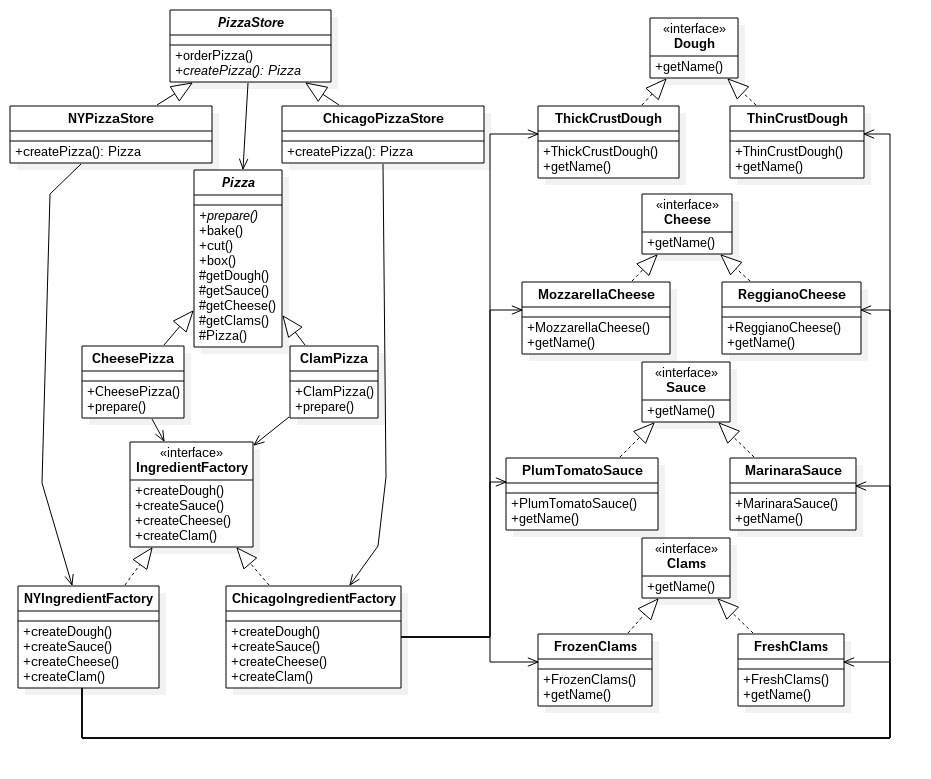 PizzaStore
+orderPizza()
+createPizza(): Pizza
NYPizzaStore
+createPizza(): Pizza
ChicagoPizzaStore
+createPizza(): Pizza
Pizza
+prepare()
+bake()
+cut()
+box()
#getDough()
#getSauce()
#getCheese()
#getClams()
#Pizza()
CheesePizza
+CheesePizza()
+prepare()
ClamPizza
+ClamPizza()
+prepare()
«interface»
IngredientFactory
+createDough()
+createSauce()
+createCheese()
+createClam()
NYIngredientFactory
+createDough()
+createSauce()
+createCheese()
+createClam()
ChicagoIngredientFactory
+createDough()
+createSauce()
+createCheese()
+createClam()
«interface»
Dough
+getName()
ThickCrustDough
+ThickCrustDough()
+getName()
ThinCrustDough
+ThinCrustDough()
+getName()
«interface»
Cheese
+getName()
MozzarellaCheese
+MozzarellaCheese()
+getName()
ReggianoCheese
+ReggianoCheese()
+getName()
«interface»
Sauce
+getName()
PlumTomatoSauce
+PlumTomatoSauce()
+getName()
MarinaraSauce
+MarinaraSauce()
+getName()
«interface»
Clams
+getName()
FrozenClams
+FrozenClams()
+getName()
FreshClams
+FreshClams()
+getName()